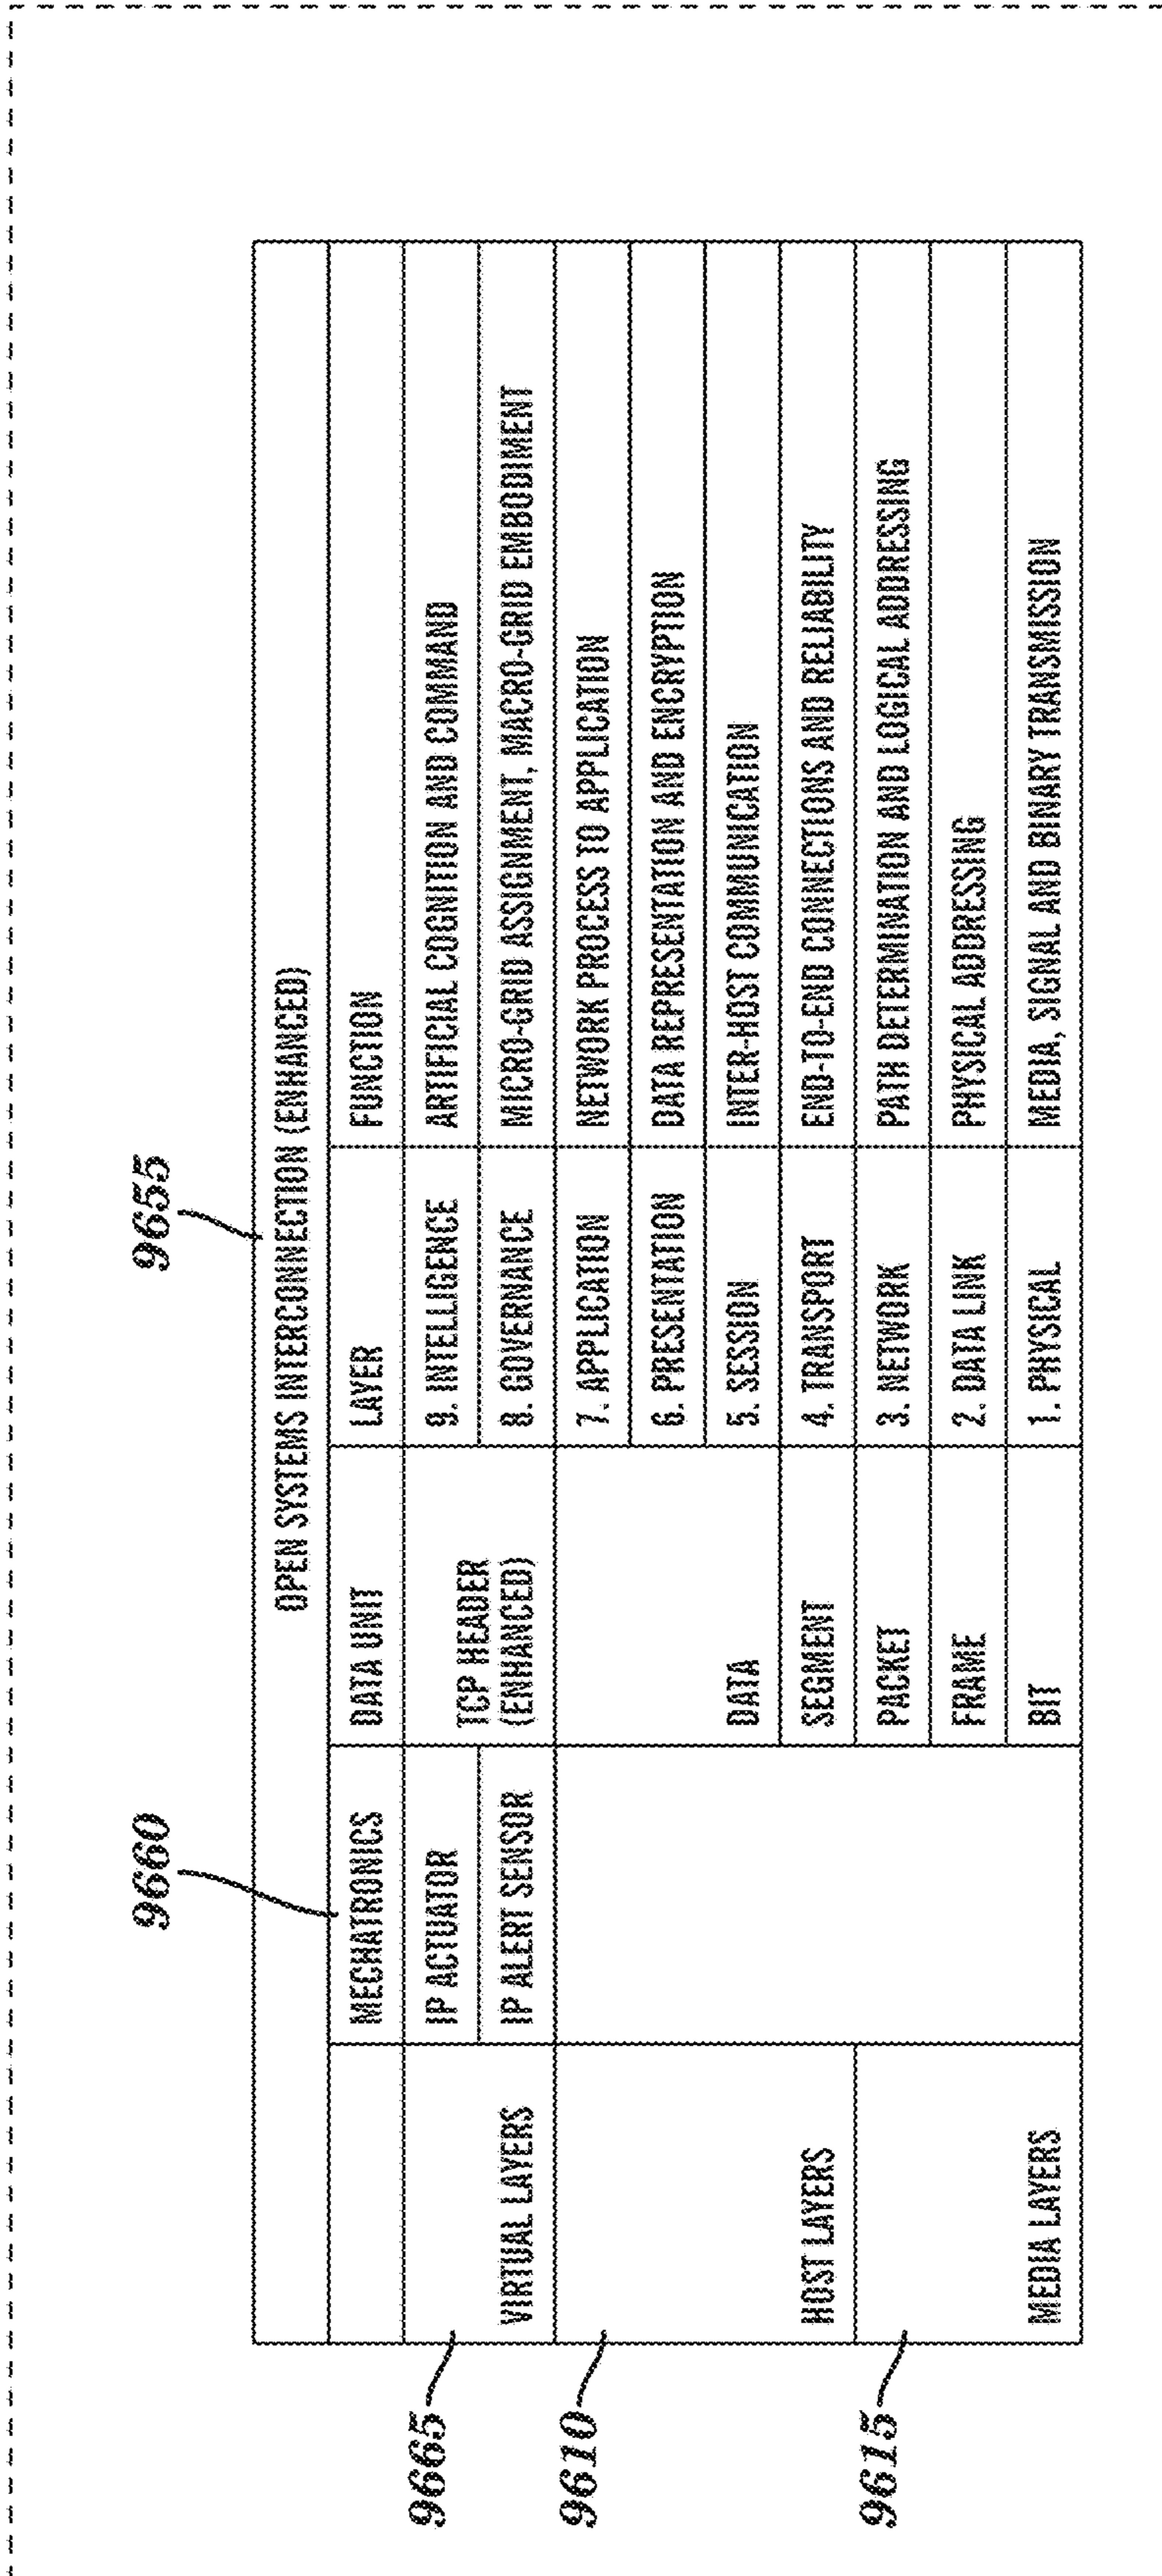 9655
9660
OPEN SYSTEMS INTERCONNECTION (ENHANCED)
MECHATRONICS DATA UNIT LAYER FUNCTION
9665
IP ACTUATOR 9. INTELLIGENCE ARTIFICIAL COGNITION AND COMMAND
TCP HEADER
VIRTUAL LAYERS IP ALERT SENSOR (ENHANCED) 8. GOVERNANCE MICRO-GRID ASSIGNMENT, MACRO-GRID EMBODIMENT
9610
7. APPLICATION NETWORK PROCESS TO APPLICATION
6. PRESENTATION DATA REPRESENTATION AND ENCRYPTION
DATA 5. SESSION INTER-HOST COMMUNICATION
HOST LAYERS SEGMENT 4. TRANSPORT END-TO-END CONNECTIONS AND RELIABILITY
9615
PACKET 3. NETWORK PATH DETERMINATION AND LOGICAL ADDRESSING
FRAME 2. DATA LINK PHYSICAL ADDRESSING
MEDIA LAYERS BIT 1. PHYSICAL MEDIA, SIGNAL AND BINARY TRANSMISSION